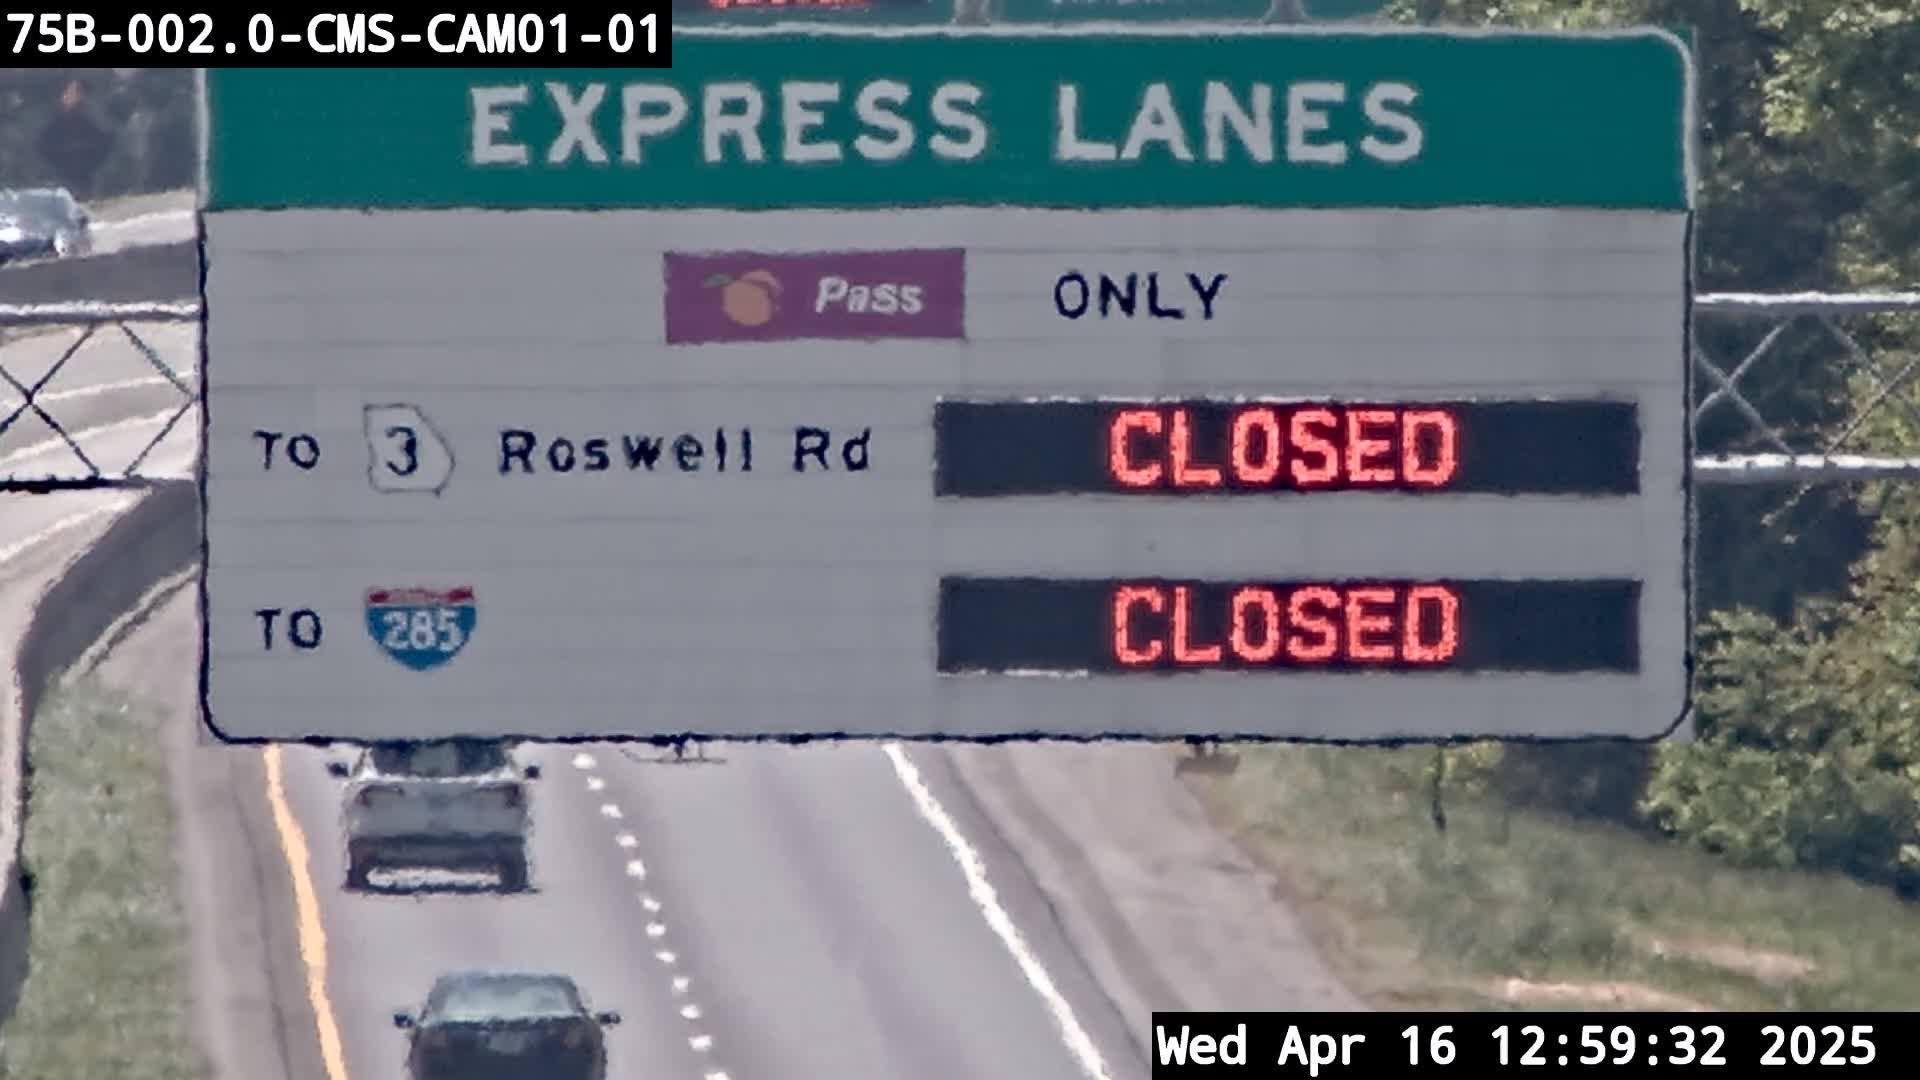 75B-002.0-CMS-CAM01-01
EXPRESS LANES
Pass ONLY
TO 3 Roswell Rd CLOSED
TO 285 CLOSED
Wed Apr 16 12:59:32 2025